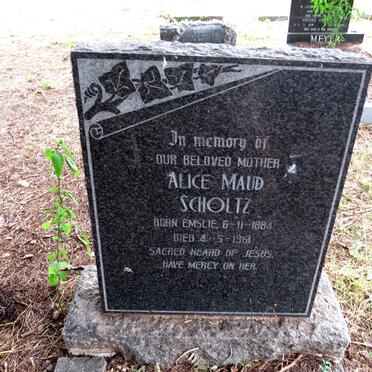 MEYER
In memory of
OUR BELOVED MOTHER
ALICE MAUD
SCHOLTZ
BORN EMSLIE, 6-11-1884
DIED 4-5-1961
SACRED HEARD OF JESUS,
HAVE MERCY ON HER.